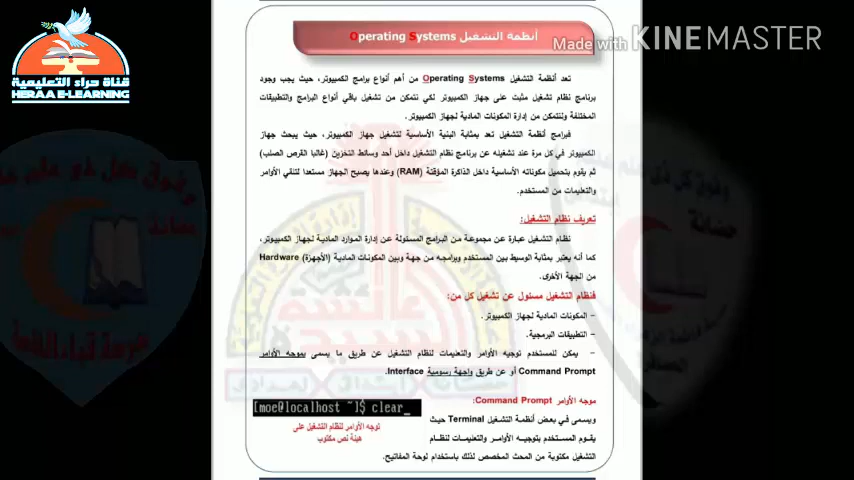 قناة حراء التعليمية
HERAA E-LEARNING
Made with KINEMASTER
أنظمة التشغيل Operating Systems
تعد أنظمة التشغيل Operating Systems من أهم أنواع برامج الكمبيوتر، حيث يجب وجود
برنامج نظام تشغيل مثبت على جهاز الكمبيوتر لكي نتمكن من تشغيل باقي أنواع البرامج والتطبيقات
المختلفة ونتمكن من إدارة المكونات المادية لجهاز الكمبيوتر.
فبرامج أنظمة التشغيل تعد بمثابة البنية الأساسية لتشغيل جهاز الكمبيوتر، حيث يبحث جهاز
الكمبيوتر في كل مرة عند تشغيله عن برنامج نظام التشغيل داخل أحد وسائط التخزين (غالبا القرص الصلب)
ثم يقوم بتحميل مكوناته الأساسية داخل الذاكرة المؤقتة (RAM) وعندها يصبح الجهاز مستعدا لتلقي الأوامر
والتعليمات من المستخدم.
تعريف نظام التشغيل:
نظام التشغيل عبارة عن مجموعة من البرامج المسئولة عن إدارة الموارد المادية لجهاز الكمبيوتر،
كما أنه يعتبر بمثابة الوسيط بين المستخدم وبرامجه من جهة وبين المكونات المادية (الأجهزة) Hardware
من الجهة الأخرى.
فنظام التشغيل مسئول عن تشغيل كل من:
- المكونات المادية لجهاز الكمبيوتر.
- التطبيقات البرمجية.
- يمكن للمستخدم توجيه الأوامر والتعليمات لنظام التشغيل عن طريق ما يسمى بموجه الأوامر
Command Prompt أو عن طريق واجهة رسومية Interface.
موجه الأوامر Command Prompt:
[moe@localhost ~]$ clear_
ويسمى في بعض أنظمة التشغيل Terminal حيث
توجه الأوامر لنظام التشغيل على
يقوم المستخدم بتوجيه الأوامر والتعليمات لنظام
هيئة نص مكتوب
التشغيل مكتوبة من المحث المخصص لذلك باستخدام لوحة المفاتيح.